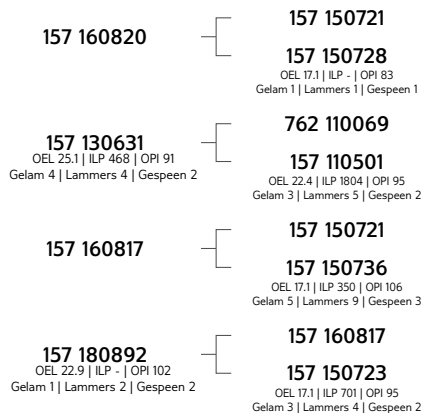 157 160820
157 150721
157 150728
OEL 17.1 | ILP - | OPI 83
Gelam 1 | Lammers 1 | Gespeen 1
157 130631
OEL 25.1 | ILP 468 | OPI 91
Gelam 4 | Lammers 4 | Gespeen 2
762 110069
157 110501
OEL 22.4 | ILP 1804 | OPI 95
Gelam 3 | Lammers 5 | Gespeen 2
157 160817
157 150721
157 150736
OEL 17.1 | ILP 350 | OPI 106
Gelam 5 | Lammers 9 | Gespeen 3
157 180892
OEL 22.9 | ILP - | OPI 102
Gelam 1 | Lammers 2 | Gespeen 2
157 160817
157 150723
OEL 17.1 | ILP 701 | OPI 95
Gelam 3 | Lammers 4 | Gespeen 2